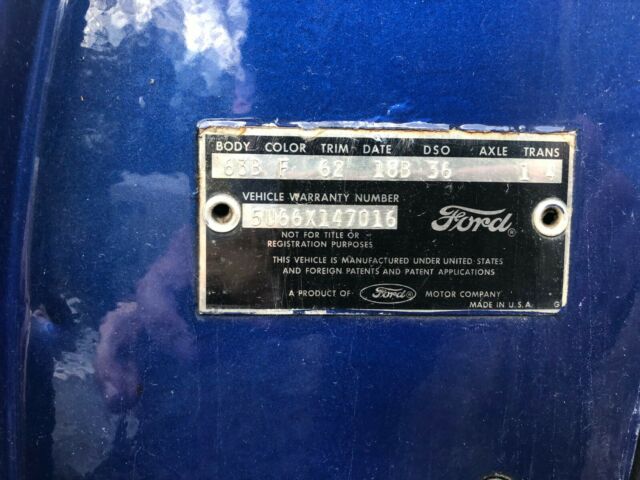 BODY COLOR TRIM DATE DSO AXLE TRANS
63B F 62 18B 36 1 4
VEHICLE WARRANTY NUMBER
5W66X147016
Ford®
NOT FOR TITLE OR
REGISTRATION PURPOSES
THIS VEHICLE IS MANUFACTURED UNDER UNITED STATES
AND FOREIGN PATENTS AND PATENT APPLICATIONS
A PRODUCT OF Ford® MOTOR COMPANY
MADE IN U.S.A. G